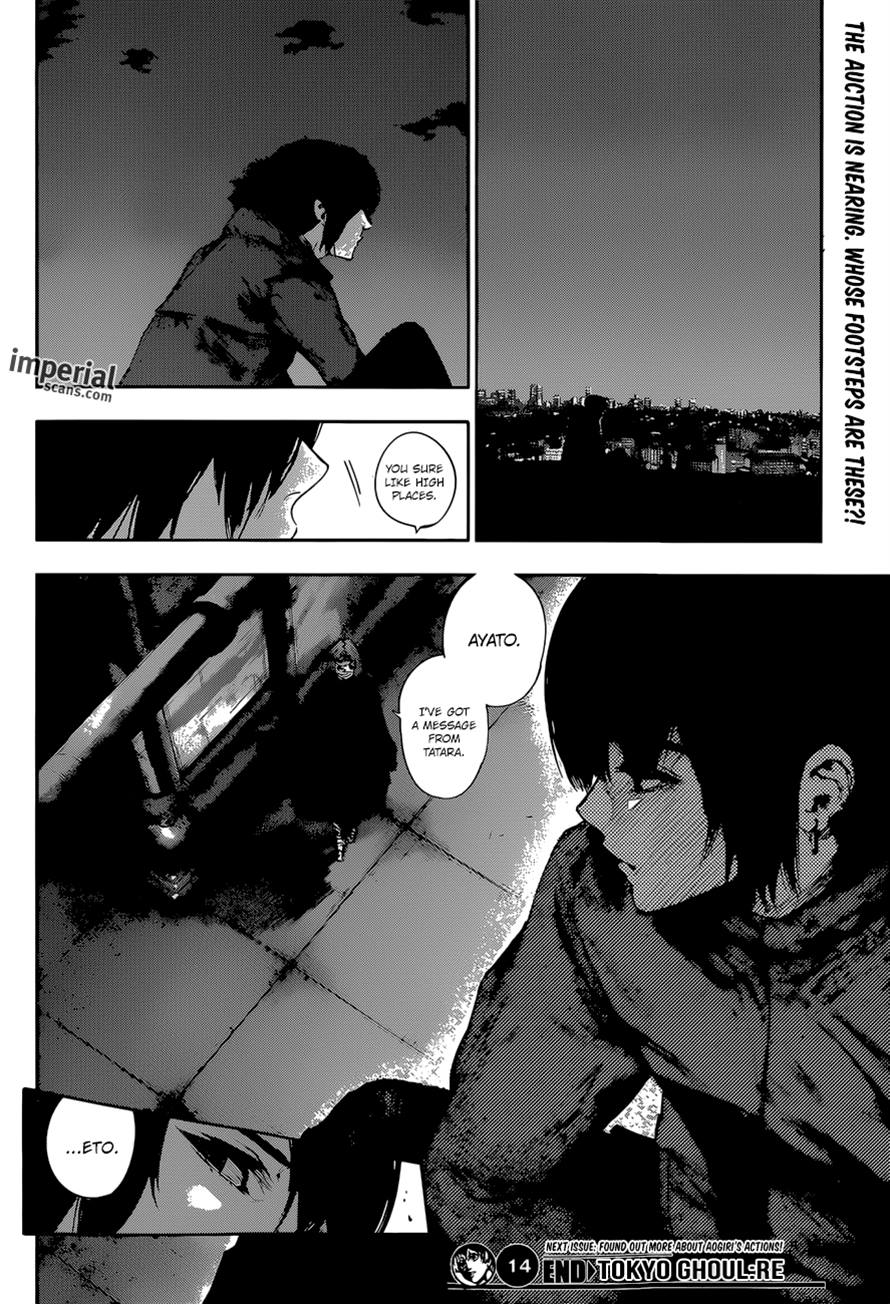 THE AUCTION IS NEARING. WHOSE FOOTSTEPS ARE THESE?!
imperial
scans.com
YOU SURE
LIKE HIGH
PLACES.
AYATO.
I'VE GOT
A MESSAGE
FROM
TATARA.
...ETO.
NEXT ISSUE: FOUND OUT MORE ABOUT AOGIRI'S ACTIONS!
14 END TOKYO GHOUL:RE